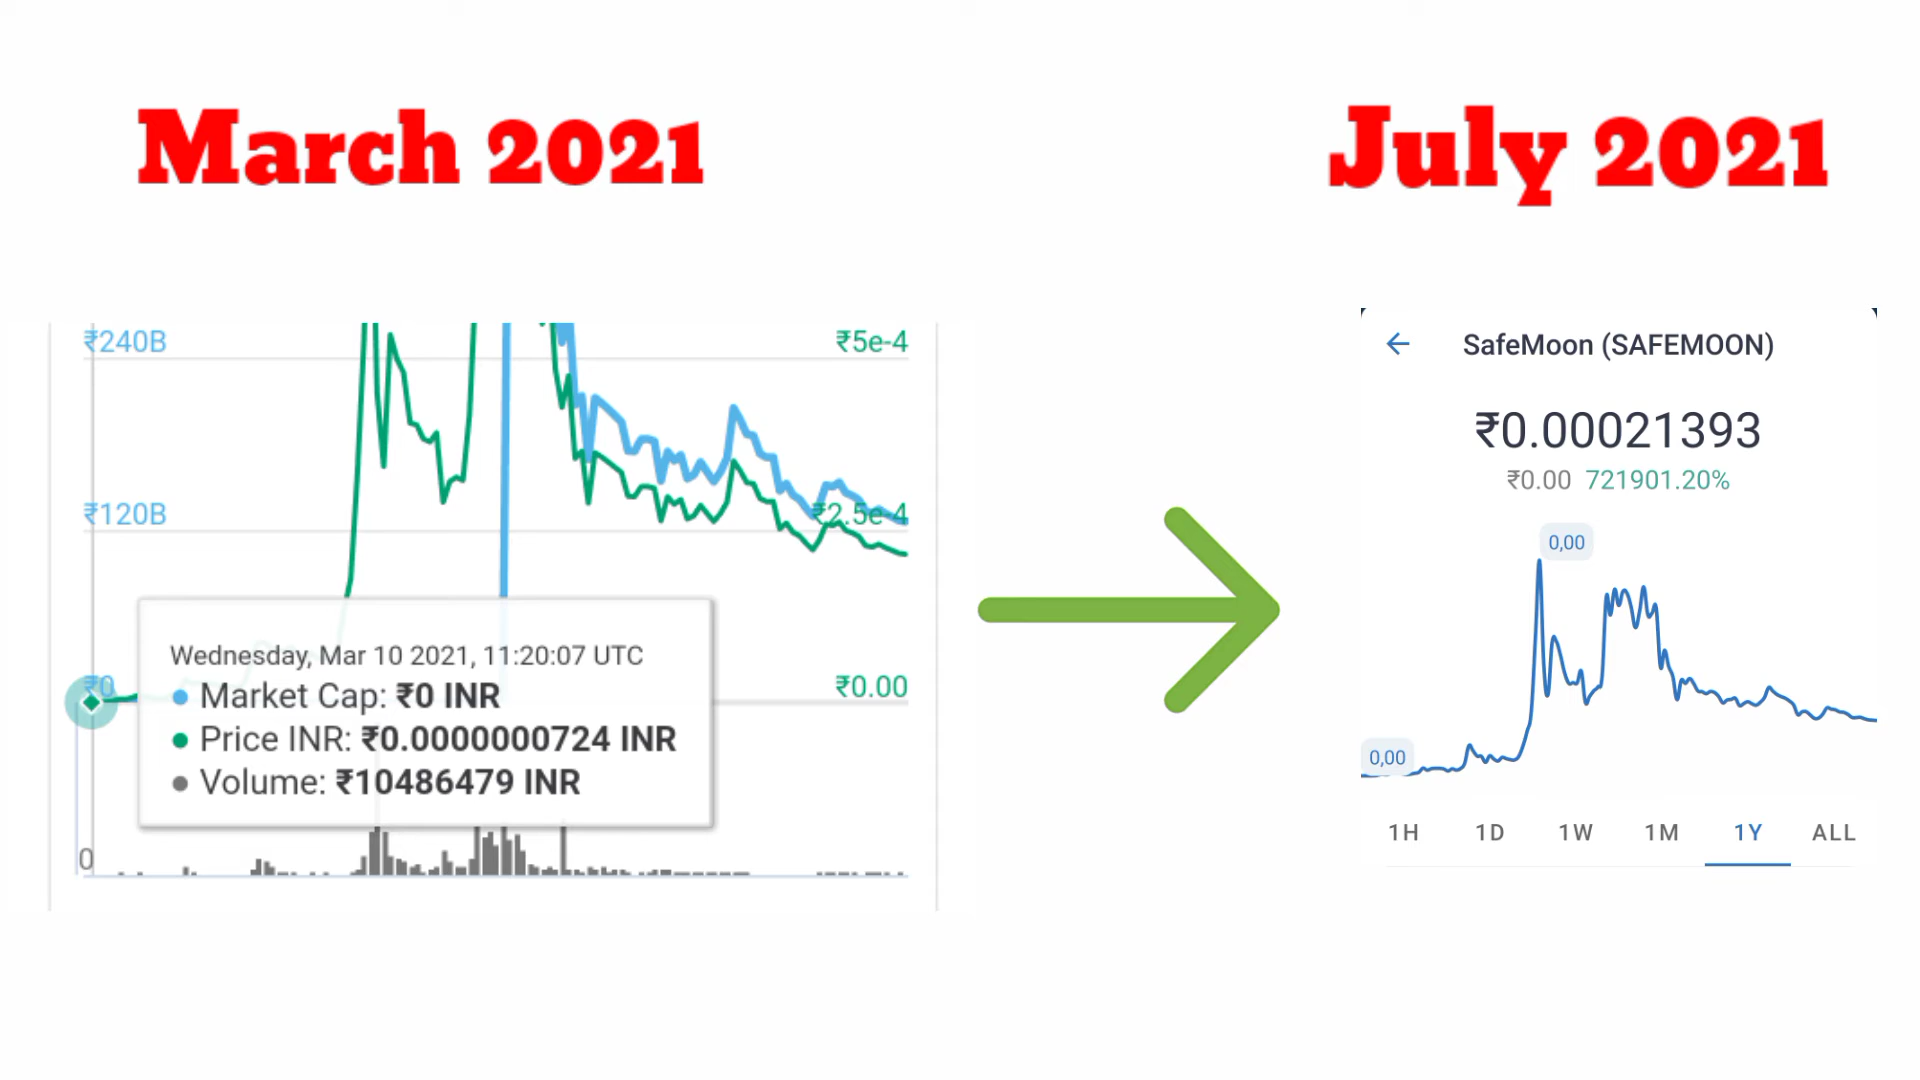 March 2021
July 2021
₹240B
₹5e-4
₹120B
₹2.5e-4
₹0
₹0.00
Wednesday, Mar 10 2021, 11:20:07 UTC
Market Cap: ₹0 INR
Price INR: ₹0.0000000724 INR
Volume: ₹10486479 INR
0
SafeMoon (SAFEMOON)
₹0.00021393
₹0.00 721901.20%
0,00
0,00
1H 1D 1W 1M 1Y ALL